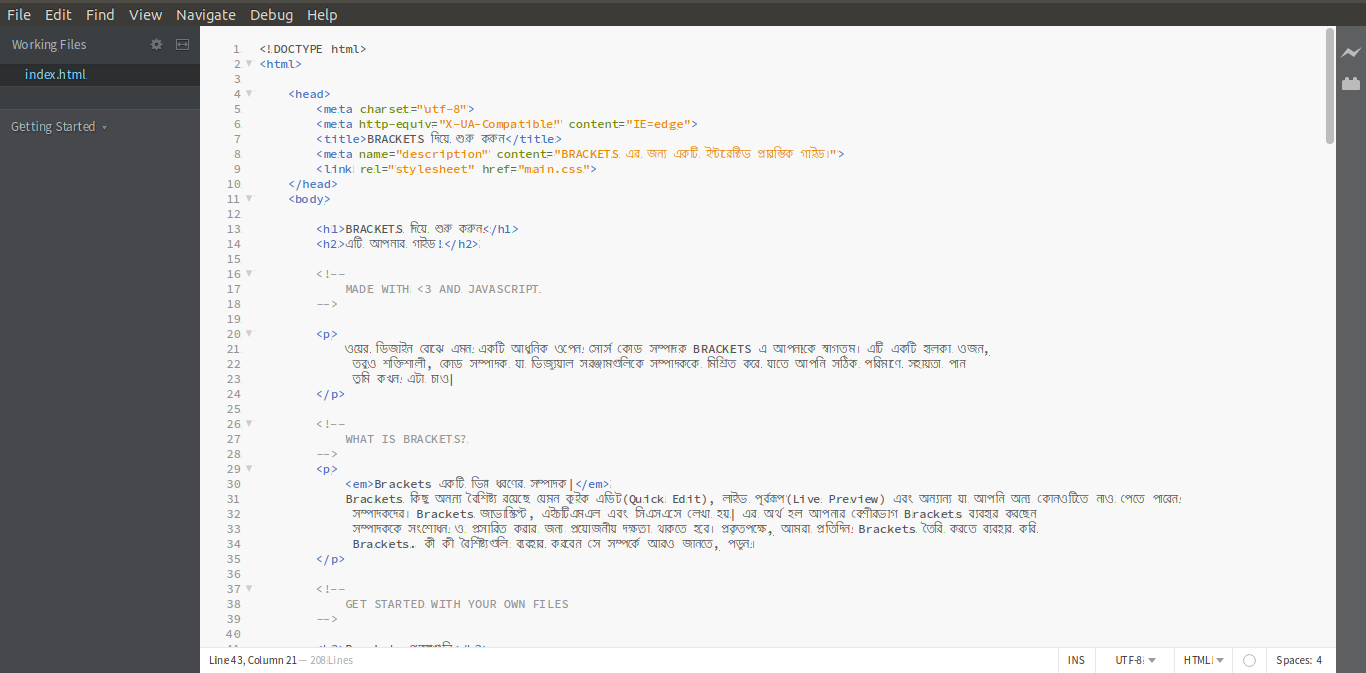 File Edit Find View Navigate Debug Help
Working Files
index.html
Getting Started
1 <!DOCTYPE html>
2 <html>
3
4 <head>
5 <meta charset="utf-8">
6 <meta http-equiv="X-UA-Compatible" content="IE=edge">
7 <title>BRACKETS দিয়ে শুরু করুন</title>
8 <meta name="description" content="BRACKETS এর জন্য একটি ইন্টারেক্টিভ প্রারম্ভিক গাইড।">
9 <link rel="stylesheet" href="main.css">
10 </head>
11 <body>
12
13 <h1>BRACKETS দিয়ে শুরু করুন</h1>
14 <h2>এটি আপনার গাইড!</h2>
15
16 <!--
17 MADE WITH <3 AND JAVASCRIPT
18 -->
19
20 <p>
21 ওয়েব ডিজাইন বোঝে এমন একটি আধুনিক ওপেন সোর্স কোড সম্পাদক BRACKETS এ আপনাকে স্বাগতম। এটি একটি হালকা ওজন,
22 তবুও শক্তিশালী, কোড সম্পাদক যা ভিজ্যুয়াল সরঞ্জামগুলিকে সম্পাদককে মিশ্রিত করে যাতে আপনি সঠিক পরিমাণে সহায়তা পান
23 তুমি কখন এটা চাও|
24 </p>
25
26 <!--
27 WHAT IS BRACKETS?
28 -->
29 <p>
30 <em>Brackets একটি ভিন্ন ধরণের সম্পাদক|</em>
31 Brackets কিছু অনন্য বৈশিষ্ট্য রয়েছে যেমন কুইক এডিট(Quick Edit), লাইভ পূর্বরূপ(Live Preview) এবং অন্যান্য যা আপনি অন্য কোনওটিতে নাও পেতে পারেন
32 সম্পাদকদের। Brackets জাভাস্ক্রিপ্ট, এইচটিএমএল এবং সিএসএসে লেখা হয়| এর অর্থ হল আপনার বেশীরভাগ Brackets ব্যবহার করছেন
33 সম্পাদককে সংশোধন ও প্রসারিত করার জন্য প্রয়োজনীয় দক্ষতা থাকতে হবে। প্রকৃতপক্ষে, আমরা প্রতিদিন Brackets তৈরি করতে ব্যবহার করি
34 Brackets. কী কী বৈশিষ্ট্যগুলি ব্যবহার করবেন সে সম্পর্কে আরও জানতে, পড়ুন।
35 </p>
36
37 <!--
38 GET STARTED WITH YOUR OWN FILES
39 -->
40
Line 43, Column 21 — 208 Lines INS UTF-8 HTML Spaces: 4